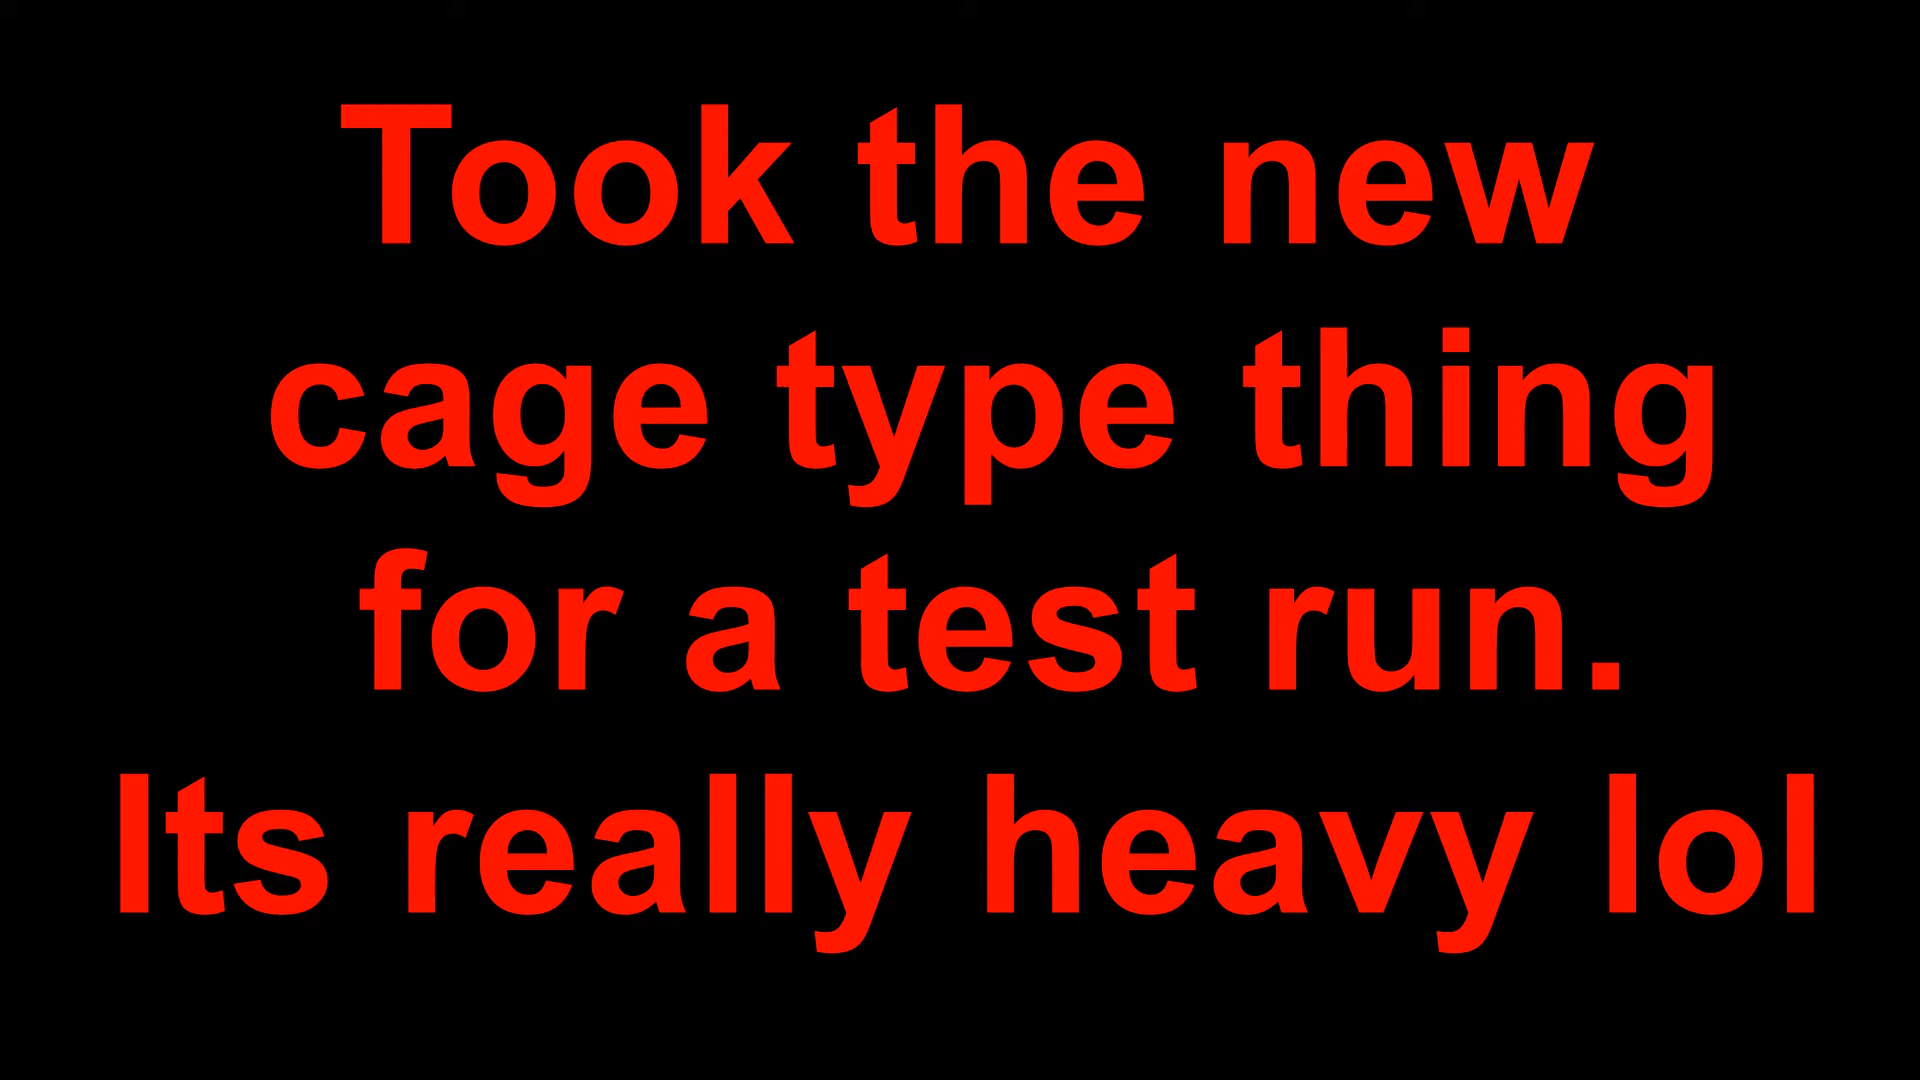 Took the new
cage type thing
for a test run.
Its really heavy lol